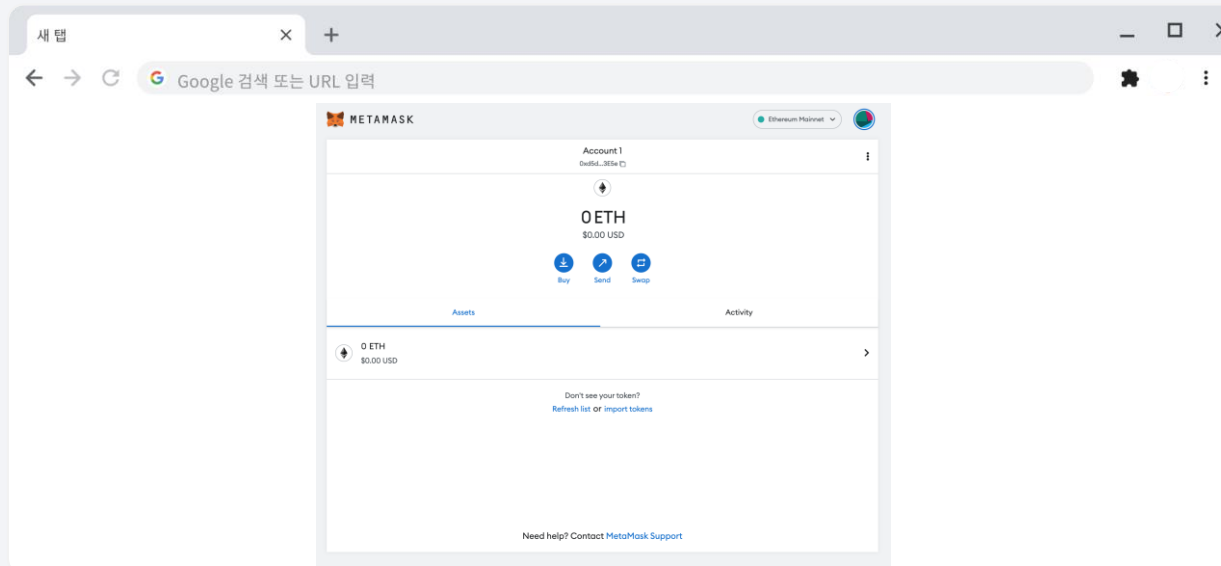 새 탭
Google 검색 또는 URL 입력
METAMASK
Ethereum Mainnet
Account 1
0xd5d...3E5e
0 ETH
$0.00 USD
Buy Send Swap
Assets Activity
0 ETH
$0.00 USD
Don't see your token?
Refresh list or import tokens
Need help? Contact MetaMask Support